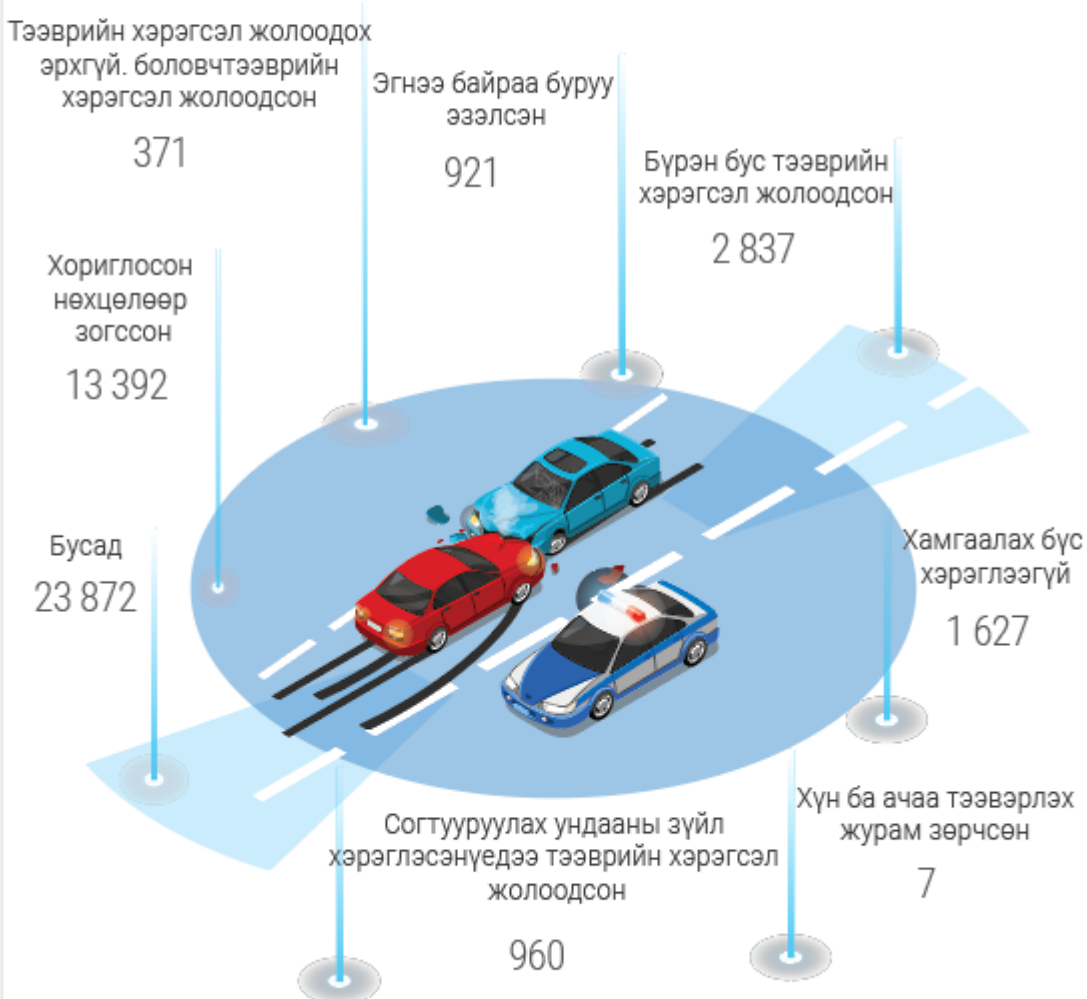 Тээврийн хэрэгсэл жолоодох
эрхгүй. боловчтээврийн
хэрэгсэл жолоодсон
371
Эгнээ байраа буруу
эзэлсэн
921
Бүрэн бус тээврийн
хэрэгсэл жолоодсон
2 837
Хориглосон
нөхцөлөөр
зогссон
13 392
Бусад
23 872
Хамгаалах бүс
хэрэглээгүй
1 627
Согтууруулах ундааны зүйл
хэрэглэсэнүедээ тээврийн хэрэгсэл
жолоодсон
960
Хүн ба ачаа тээвэрлэх
журам зөрчсөн
7